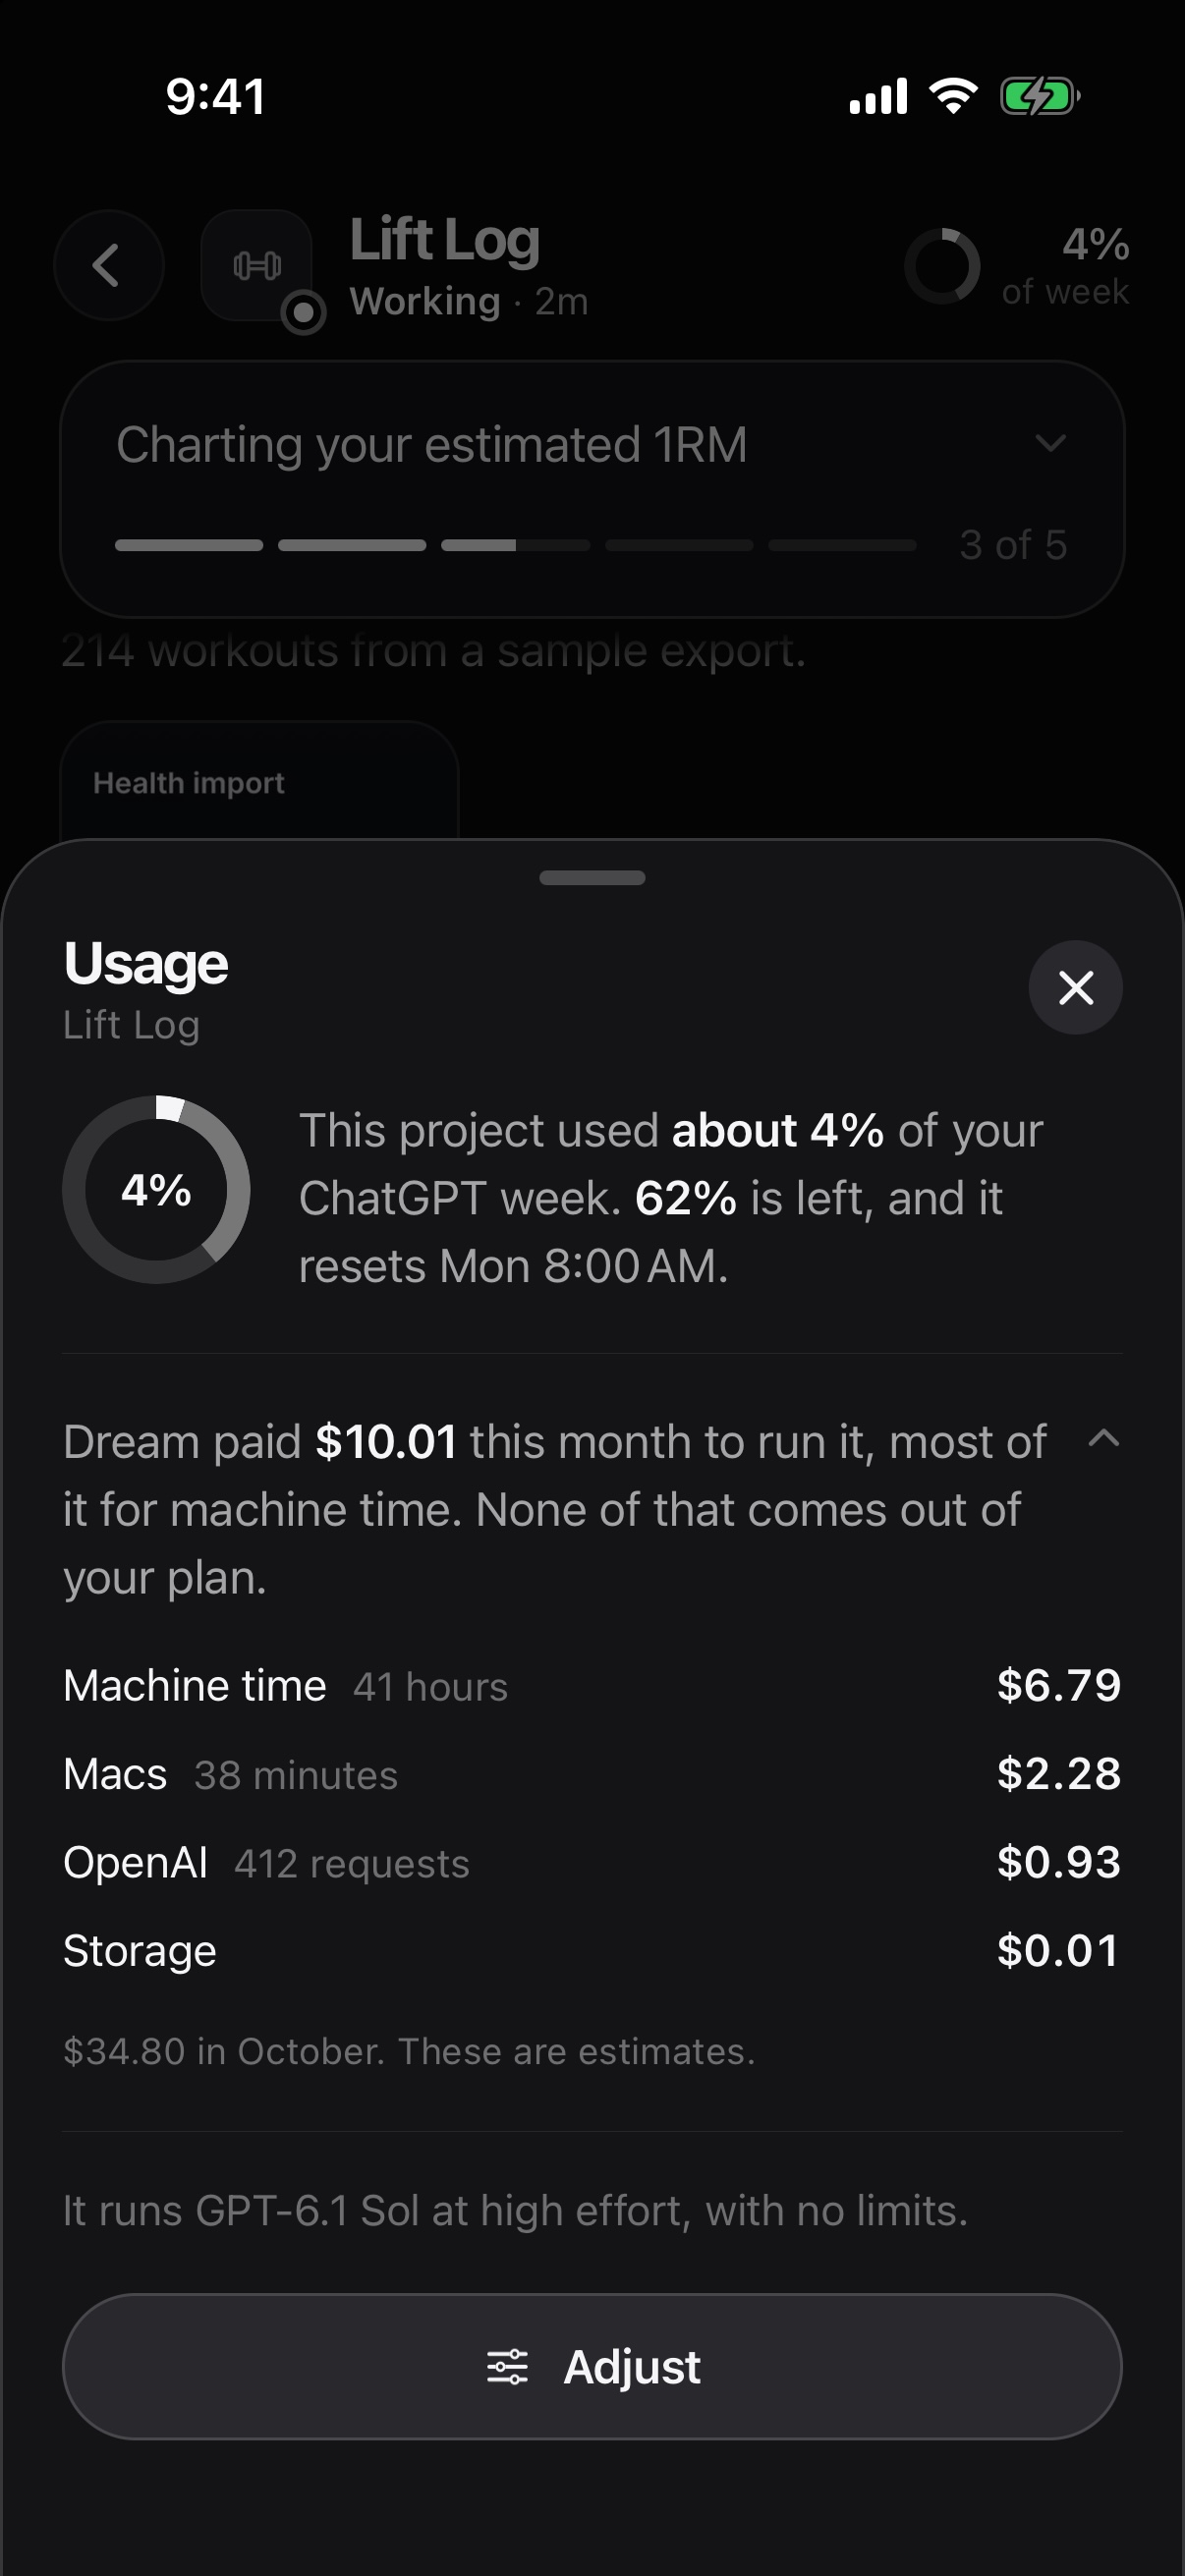 9:41
Lift Log
Working · 2m
4%
of week
Charting your estimated 1RM
3 of 5
214 workouts from a sample export.
Health import
Usage
Lift Log
4%
This project used about 4% of your
ChatGPT week. 62% is left, and it
resets Mon 8:00 AM.
Dream paid $10.01 this month to run it, most of
it for machine time. None of that comes out of
your plan.
Machine time 41 hours $6.79
Macs 38 minutes $2.28
OpenAI 412 requests $0.93
Storage $0.01
$34.80 in October. These are estimates.
It runs GPT-6.1 Sol at high effort, with no limits.
Adjust